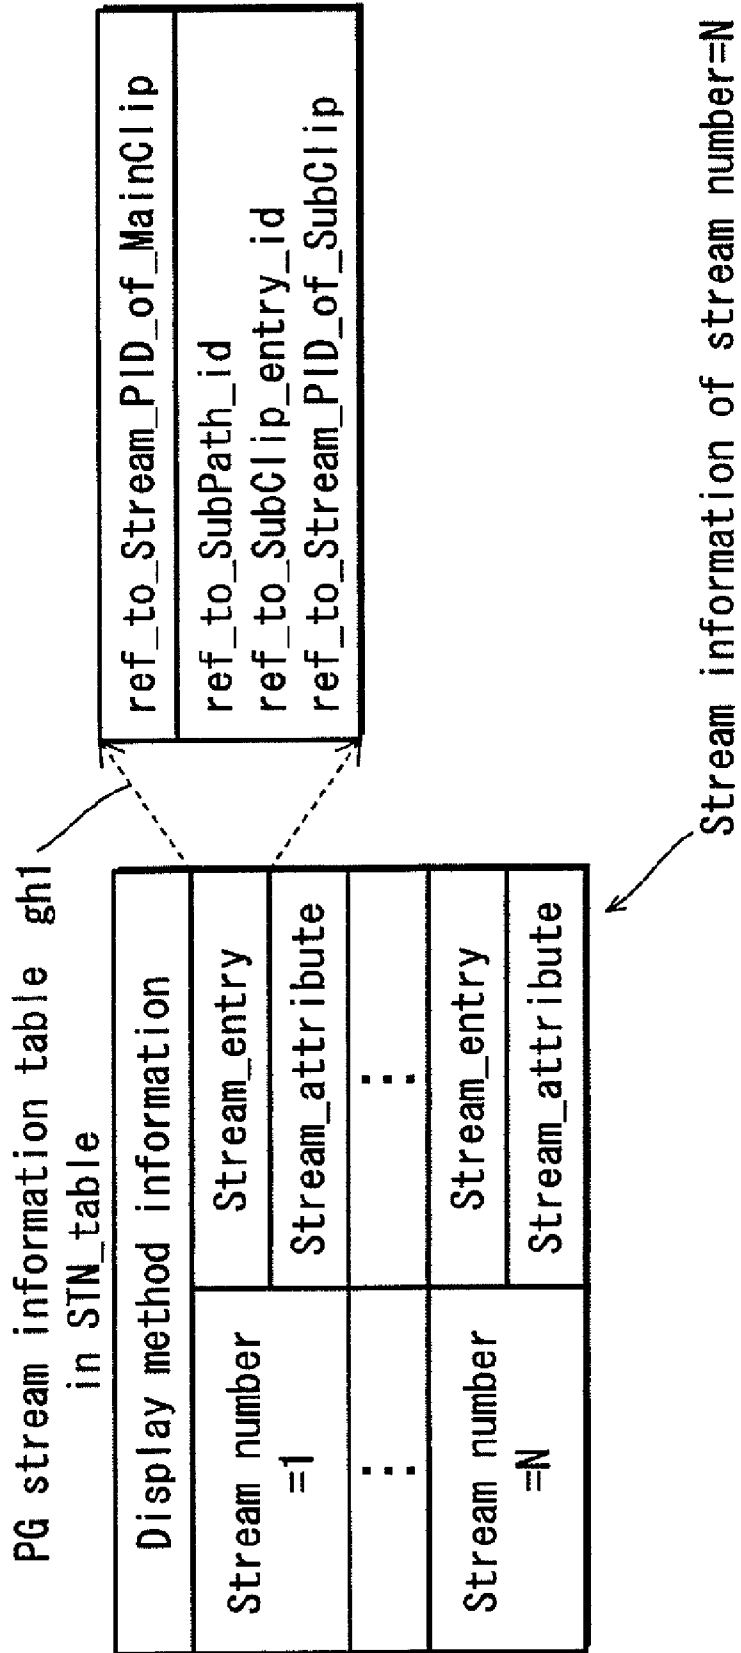 PG stream information table
in STN_table
gh1
Display method information
Stream number
=1
Stream_entry
Stream_attribute
...
...
Stream number
=N
Stream_entry
Stream_attribute
ref_to_Stream_PID_of_MainClip
ref_to_SubPath_id
ref_to_SubClip_entry_id
ref_to_Stream_PID_of_SubClip
Stream information of stream number=N